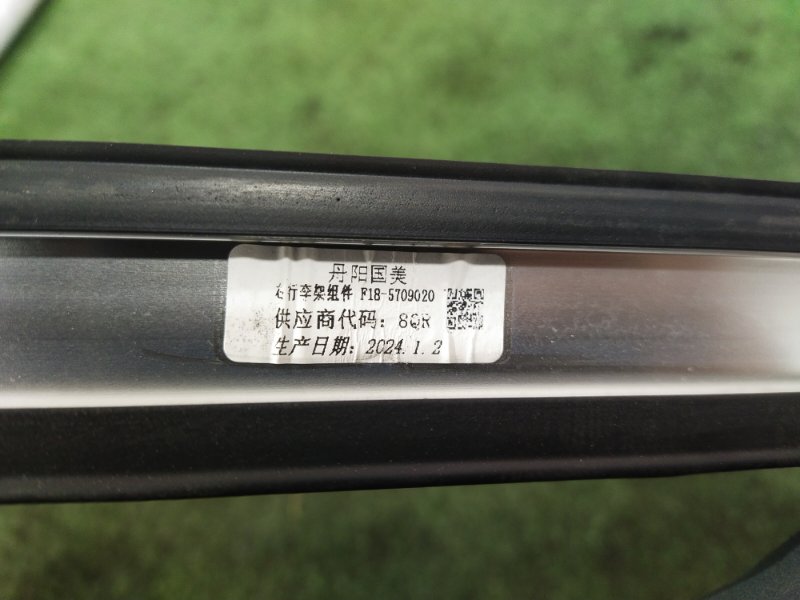 丹阳国美
右行李架组件 F18-5709020
供应商代码: 8QR
生产日期: 2024.1.2